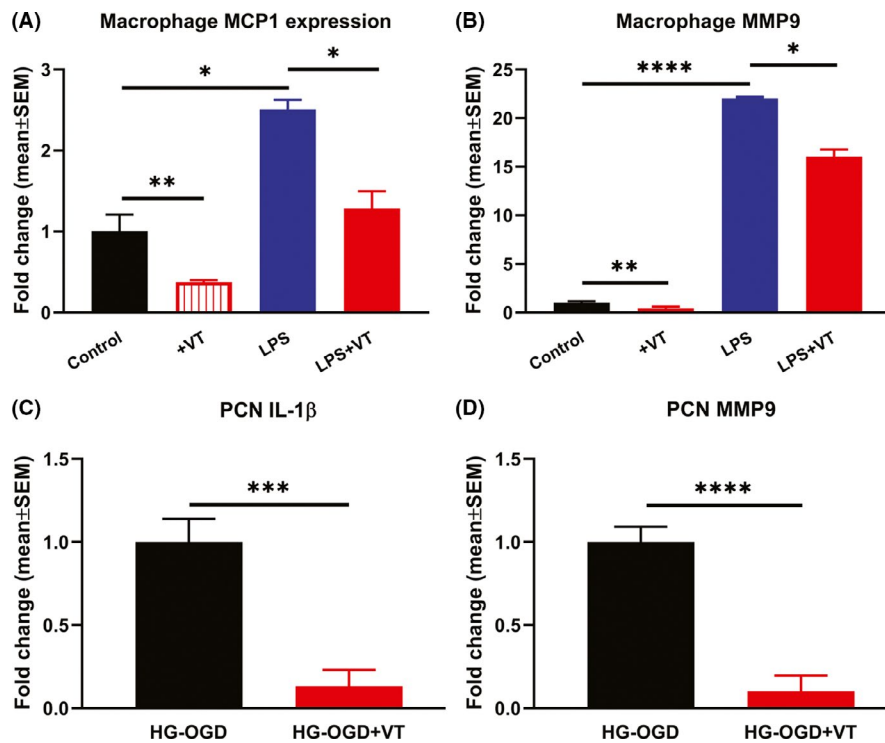 (A)
Macrophage MCP1 expression
Fold change (mean±SEM)
3
2
1
0
*
*
**
Control
+VT
LPS
LPS+VT
(B)
Macrophage MMP9
Fold change (mean±SEM)
25
20
15
10
5
0
****
*
**
Control
+VT
LPS
LPS+VT
(C)
PCN IL-1β
Fold change (mean±SEM)
1.5
1.0
0.5
0.0
***
HG-OGD
HG-OGD+VT
(D)
PCN MMP9
Fold change (mean±SEM)
1.5
1.0
0.5
0.0
****
HG-OGD
HG-OGD+VT